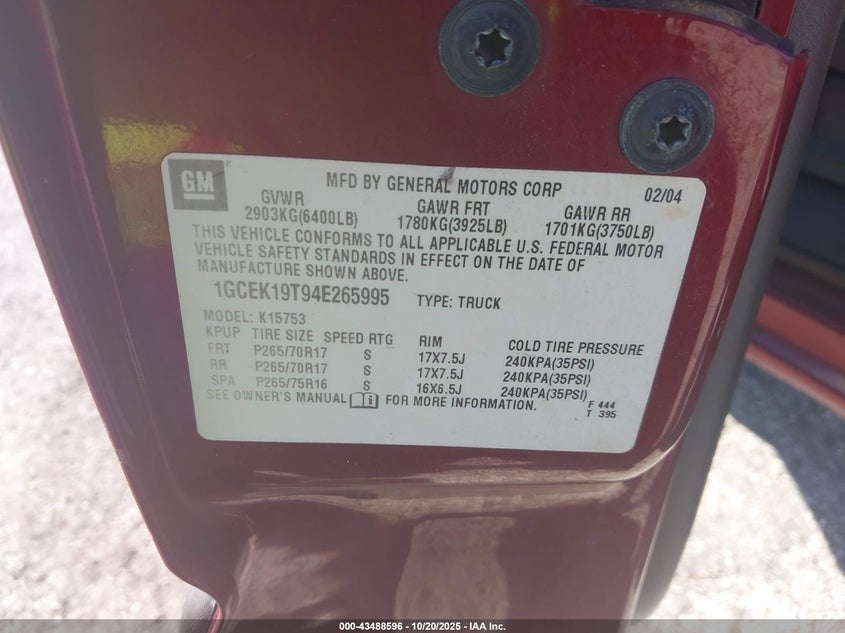 GM
MFD BY GENERAL MOTORS CORP 02/04
GVWR GAWR FRT GAWR RR
2903KG(6400LB) 1780KG(3925LB) 1701KG(3750LB)
THIS VEHICLE CONFORMS TO ALL APPLICABLE U.S. FEDERAL MOTOR
VEHICLE SAFETY STANDARDS IN EFFECT ON THE DATE OF
MANUFACTURE SHOWN ABOVE.
1GCEK19T94E265995 TYPE: TRUCK
MODEL: K15753
KPUP TIRE SIZE SPEED RTG RIM COLD TIRE PRESSURE
FRT P265/70R17 S 17X7.5J 240KPA(35PSI)
RR P265/70R17 S 17X7.5J 240KPA(35PSI)
SPA P265/75R16 S 16X6.5J 240KPA(35PSI)
SEE OWNER'S MANUAL FOR MORE INFORMATION.
F 444
T 395
000-43488596 • 10/20/2025 • IAA Inc.